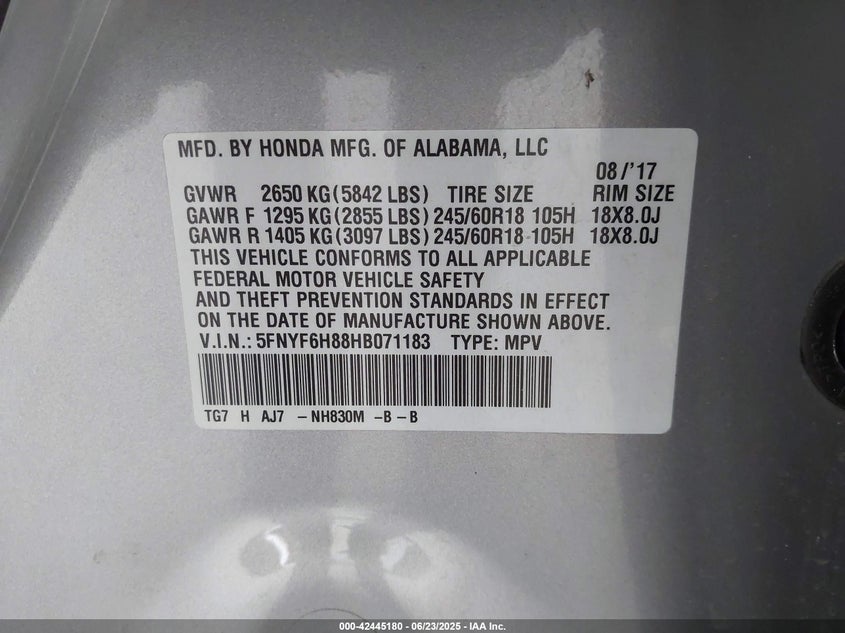 MFD. BY HONDA MFG. OF ALABAMA, LLC
08/'17
GVWR 2650 KG(5842 LBS) TIRE SIZE RIM SIZE
GAWR F 1295 KG(2855 LBS)245/60R18 105H 18X8.0J
GAWR R 1405 KG(3097 LBS)245/60R18 105H 18X8.0J
THIS VEHICLE CONFORMS TO ALL APPLICABLE
FEDERAL MOTOR VEHICLE SAFETY
AND THEFT PREVENTION STANDARDS IN EFFECT
ON THE DATE OF MANUFACTURE SHOWN ABOVE.
V.I.N.: 5FNYF6H88HB071183 TYPE: MPV
TG7 H AJ7 -NH830M -B-B
000-42445180 - 06/23/2025 - IAA Inc.